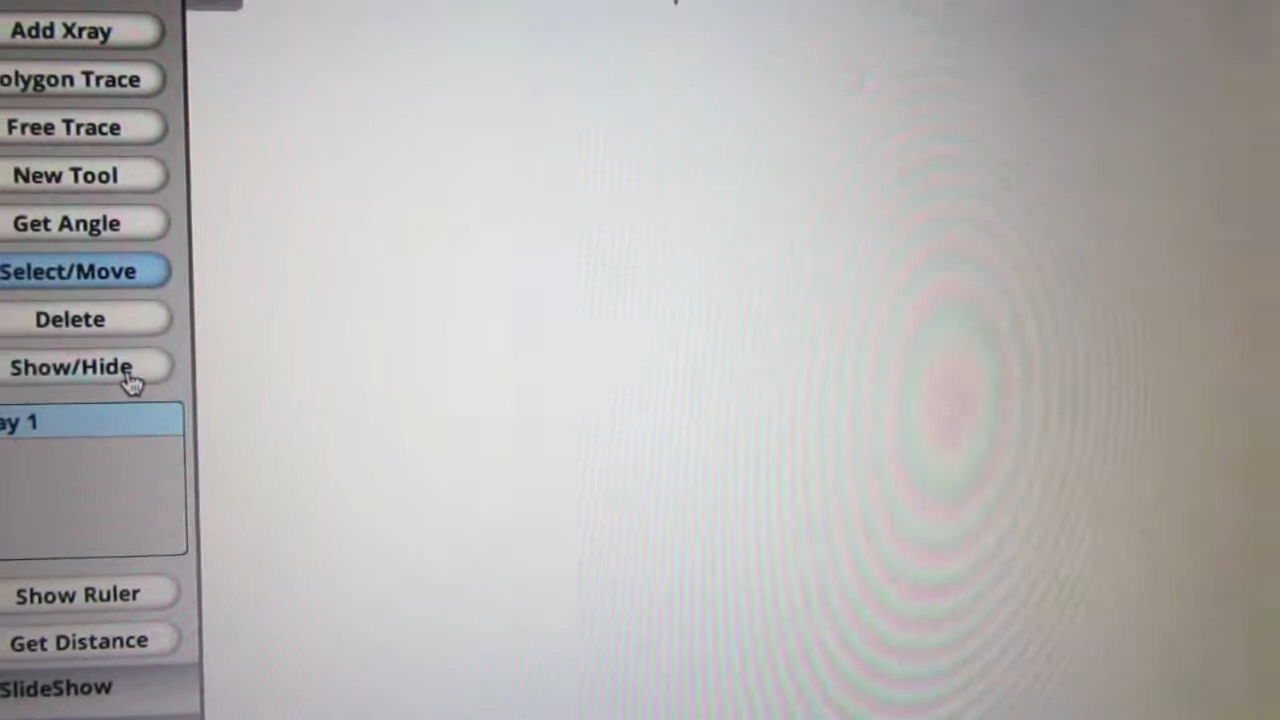 Add Xray
olygon Trace
Free Trace
New Tool
Get Angle
Select/Move
Delete
Show/Hide
ay 1
Show Ruler
Get Distance
SlideShow